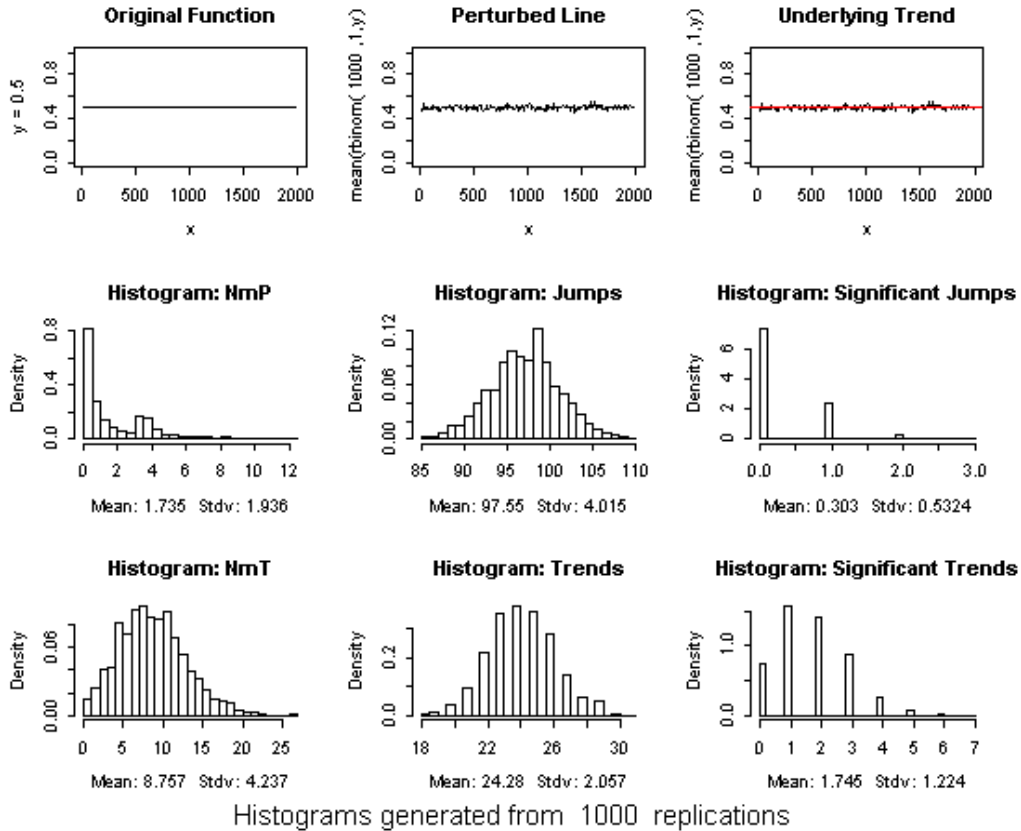 Original Function
Perturbed Line
Underlying Trend
y = 0.5
0.0 0.4 0.8
0 500 1000 1500 2000
x
mean(rbinom( 1000 ,1,y)
0.0 0.4 0.8
0 500 1000 1500 2000
x
mean(rbinom( 1000 ,1,y)
0.0 0.4 0.8
0 500 1000 1500 2000
x
Histogram: NmP
Histogram: Jumps
Histogram: Significant Jumps
Density
0.0 0.4 0.8
0 2 4 6 8 10 12
Mean: 1.735 Stdv: 1.936
Density
0.00 0.06 0.12
85 90 95 100 105 110
Mean: 97.55 Stdv: 4.015
Density
0 2 4 6
0.0 1.0 2.0 3.0
Mean: 0.303 Stdv: 0.5324
Histogram: NmT
Histogram: Trends
Histogram: Significant Trends
Density
0.00 0.06
0 5 10 15 20 25
Mean: 8.757 Stdv: 4.237
Density
0.0 0.2
18 22 26 30
Mean: 24.28 Stdv: 2.057
Density
0.0 1.0
0 1 2 3 4 5 6 7
Mean: 1.745 Stdv: 1.224
Histograms generated from 1000 replications